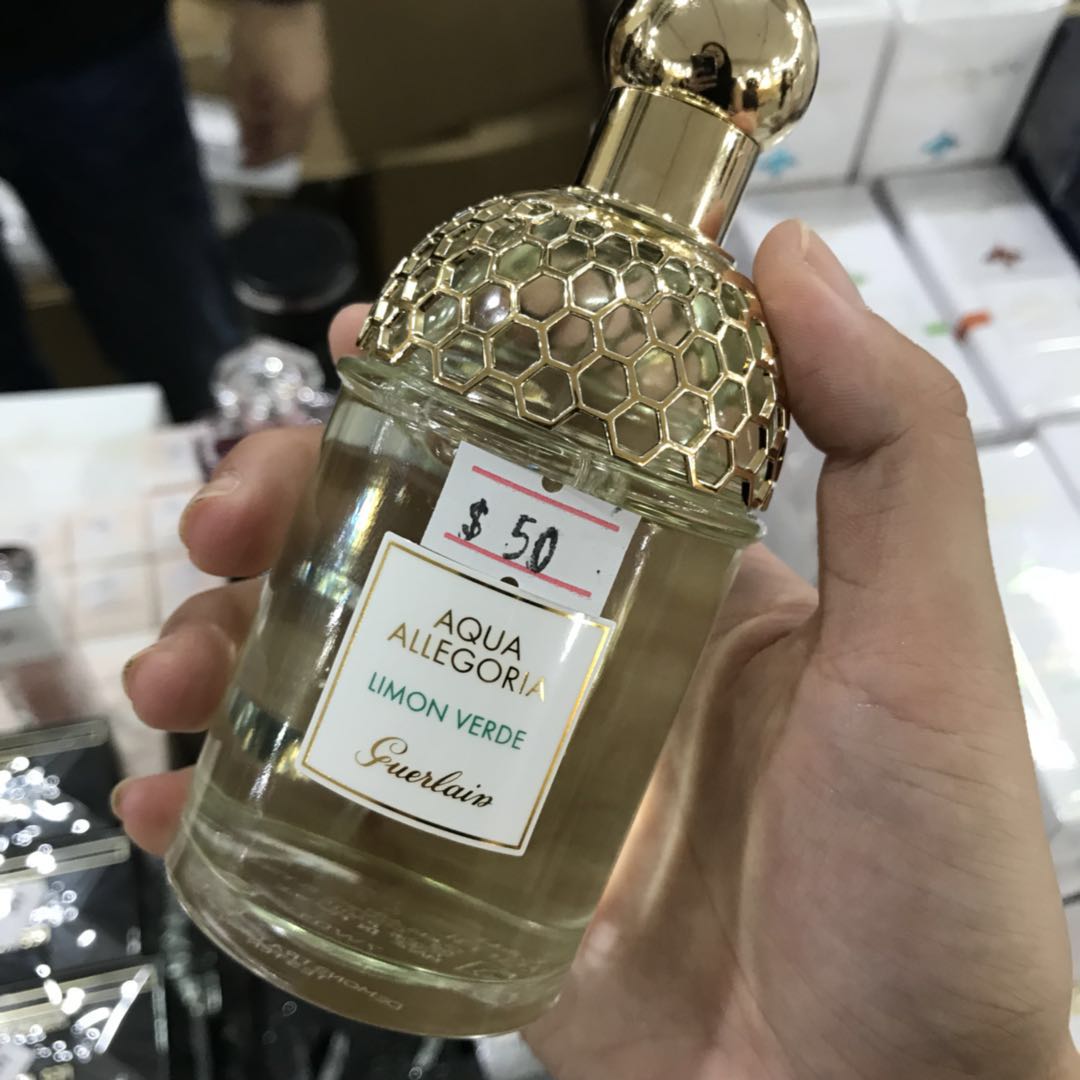 $ 50
AQUA
ALLEGORIA
LIMON VERDE
Guerlain